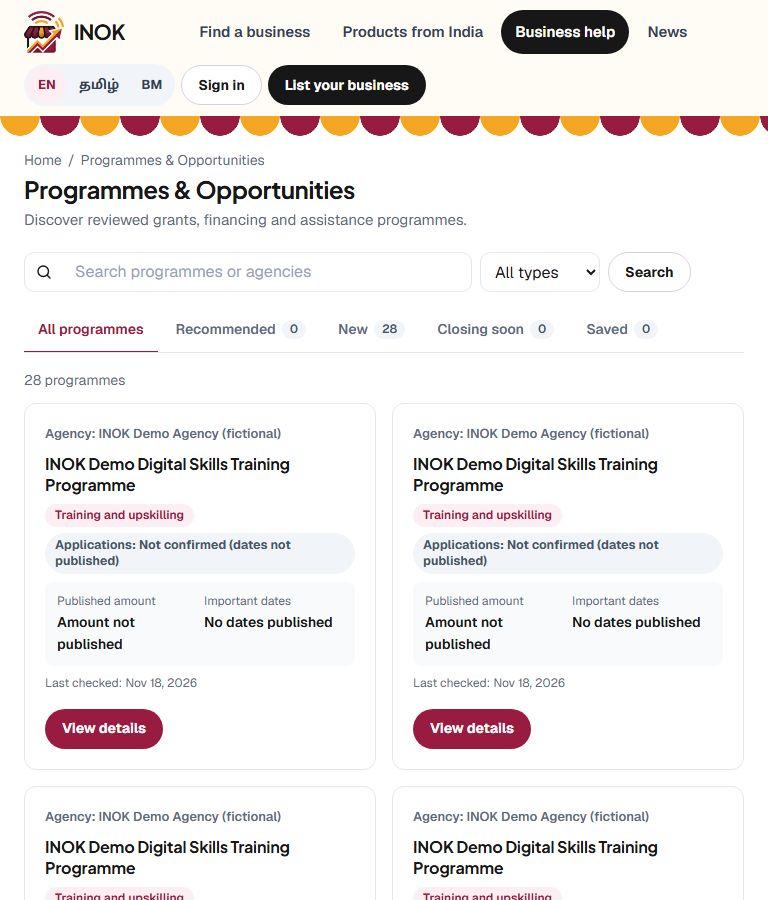 INOK
Find a business
Products from India
Business help
News
EN
தமிழ்
BM
Sign in
List your business
Home / Programmes & Opportunities
Programmes & Opportunities
Discover reviewed grants, financing and assistance programmes.
Search programmes or agencies
All types
Search
All programmes
Recommended 0
New 28
Closing soon 0
Saved 0
28 programmes
Agency: INOK Demo Agency (fictional)
INOK Demo Digital Skills Training
Programme
Training and upskilling
Applications: Not confirmed (dates not
published)
Published amount
Amount not
published
Important dates
No dates published
Last checked: Nov 18, 2026
View details
Agency: INOK Demo Agency (fictional)
INOK Demo Digital Skills Training
Programme
Training and upskilling
Applications: Not confirmed (dates not
published)
Published amount
Amount not
published
Important dates
No dates published
Last checked: Nov 18, 2026
View details
Agency: INOK Demo Agency (fictional)
INOK Demo Digital Skills Training
Programme
Training and upskilling
Agency: INOK Demo Agency (fictional)
INOK Demo Digital Skills Training
Programme
Training and upskilling